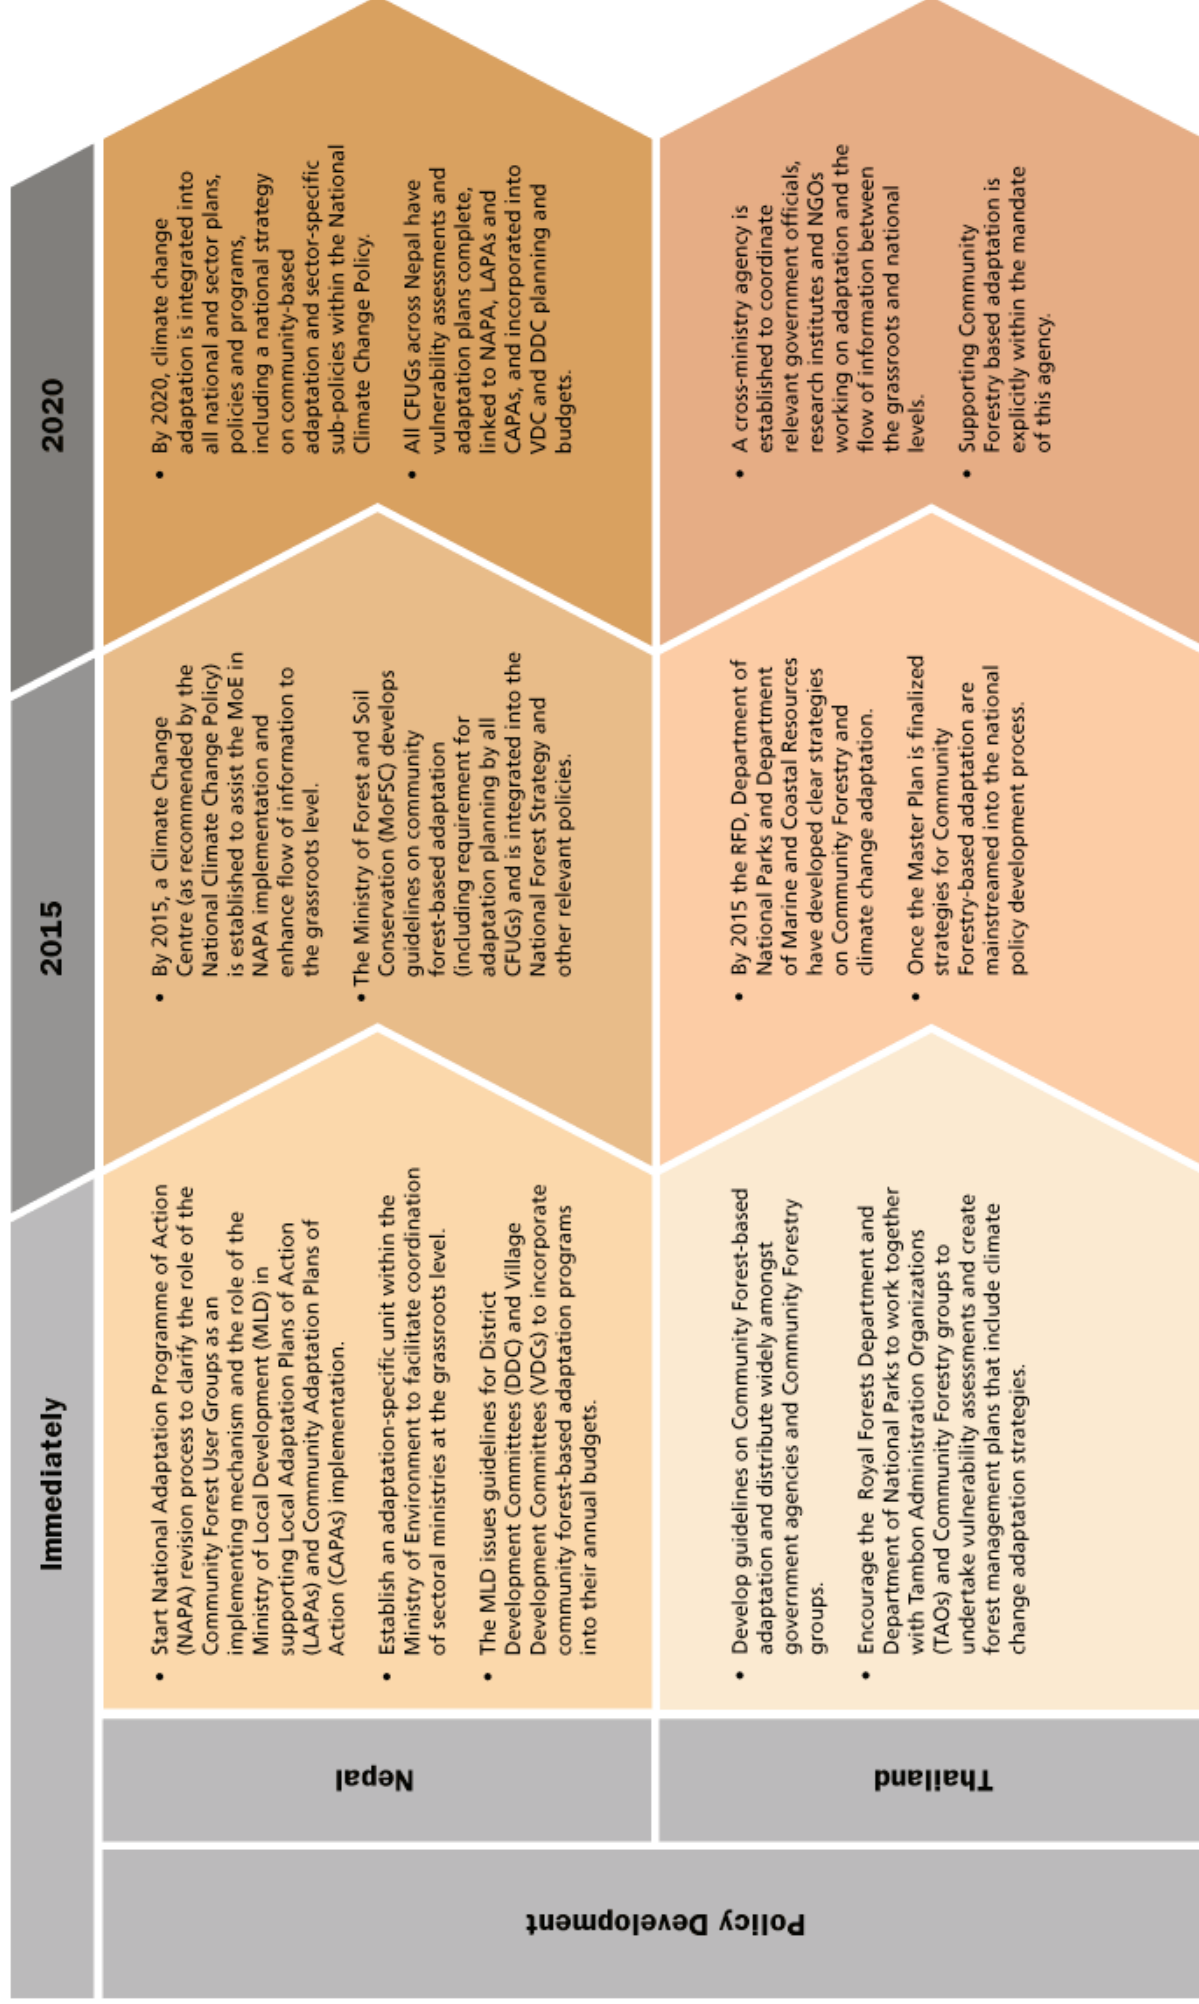 Immediately
2015
2020
Policy Development
Nepal
• Start National Adaptation Programme of Action
(NAPA) revision process to clarify the role of the
Community Forest User Groups as an
implementing mechanism and the role of the
Ministry of Local Development (MLD) in
supporting Local Adaptation Plans of Action
(LAPAs) and Community Adaptation Plans of
Action (CAPAs) implementation.
• Establish an adaptation-specific unit within the
Ministry of Environment to facilitate coordination
of sectoral ministries at the grassroots level.
• The MLD issues guidelines for District
Development Committees (DDC) and Village
Development Committees (VDCs) to incorporate
community forest-based adaptation programs
into their annual budgets.
• By 2015, a Climate Change
Centre (as recommended by the
National Climate Change Policy)
is established to assist the MoE in
NAPA implementation and
enhance flow of information to
the grassroots level.
• The Ministry of Forest and Soil
Conservation (MoFSC) develops
guidelines on community
forest-based adaptation
(including requirement for
adaptation planning by all
CFUGs) and is integrated into the
National Forest Strategy and
other relevant policies.
• By 2020, climate change
adaptation is integrated into
all national and sector plans,
policies and programs,
including a national strategy
on community-based
adaptation and sector-specific
sub-policies within the National
Climate Change Policy.
• All CFUGs across Nepal have
vulnerability assessments and
adaptation plans complete,
linked to NAPA, LAPAs and
CAPAs, and incorporated into
VDC and DDC planning and
budgets.
Thailand
• Develop guidelines on Community Forest-based
adaptation and distribute widely amongst
government agencies and Community Forestry
groups.
• Encourage the Royal Forests Department and
Department of National Parks to work together
with Tambon Administration Organizations
(TAOs) and Community Forestry groups to
undertake vulnerability assessments and create
forest management plans that include climate
change adaptation strategies.
• By 2015 the RFD, Department of
National Parks and Department
of Marine and Coastal Resources
have developed clear strategies
on Community Forestry and
climate change adaptation.
• Once the Master Plan is finalized
strategies for Community
Forestry-based adaptation are
mainstreamed into the national
policy development process.
• A cross-ministry agency is
established to coordinate
relevant government officials,
research institutes and NGOs
working on adaptation and the
flow of information between
the grassroots and national
levels.
• Supporting Community
Forestry based adaptation is
explicitly within the mandate
of this agency.